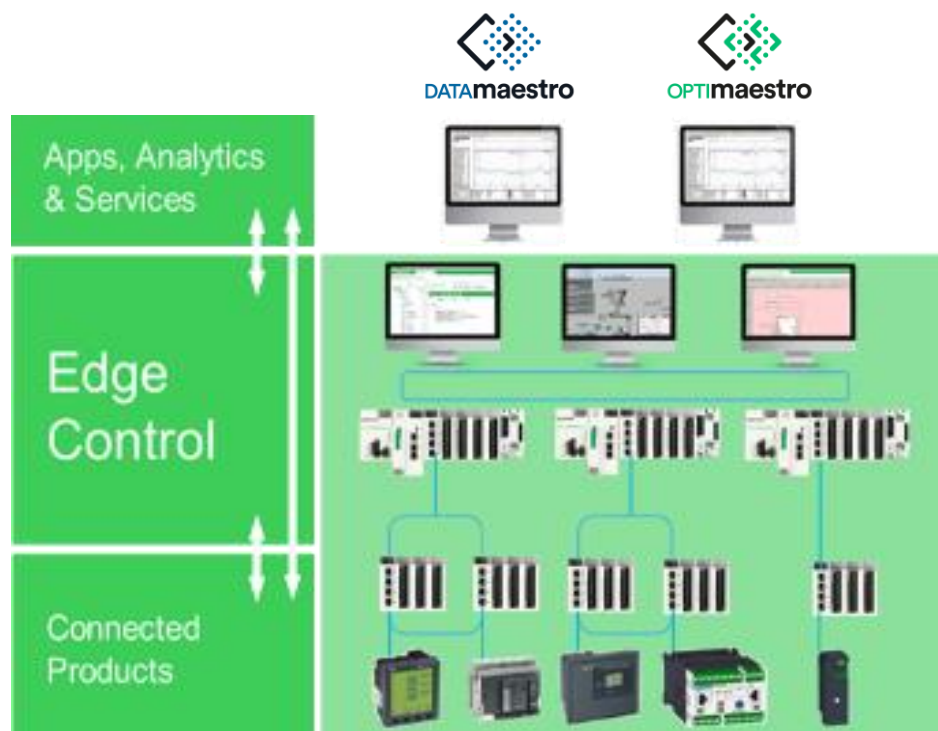 DATAmaestro
OPTImaestro
Apps, Analytics
& Services
Edge
Control
Connected
Products